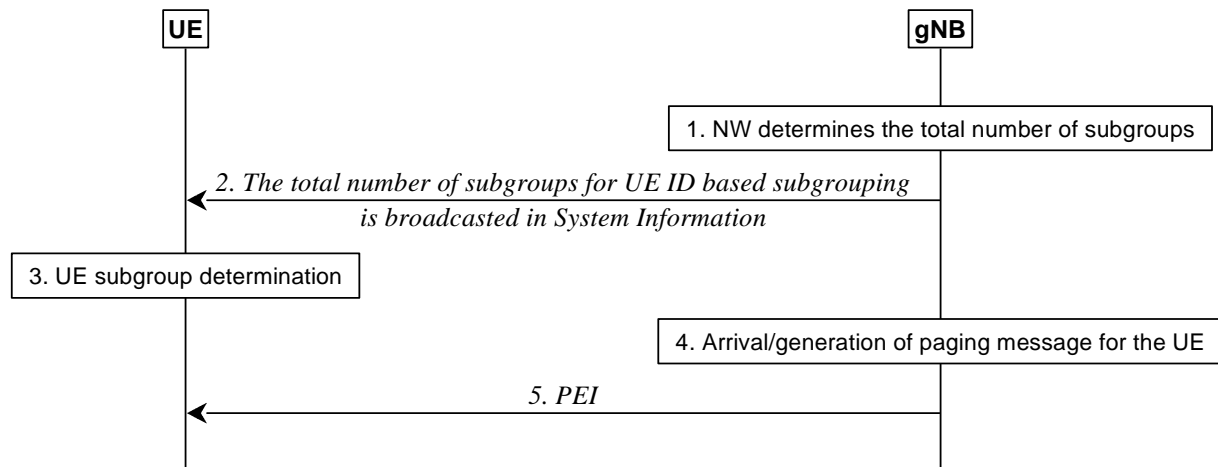 UE
gNB
1. NW determines the total number of subgroups
2. The total number of subgroups for UE ID based subgrouping
is broadcasted in System Information
3. UE subgroup determination
4. Arrival/generation of paging message for the UE
5. PEI